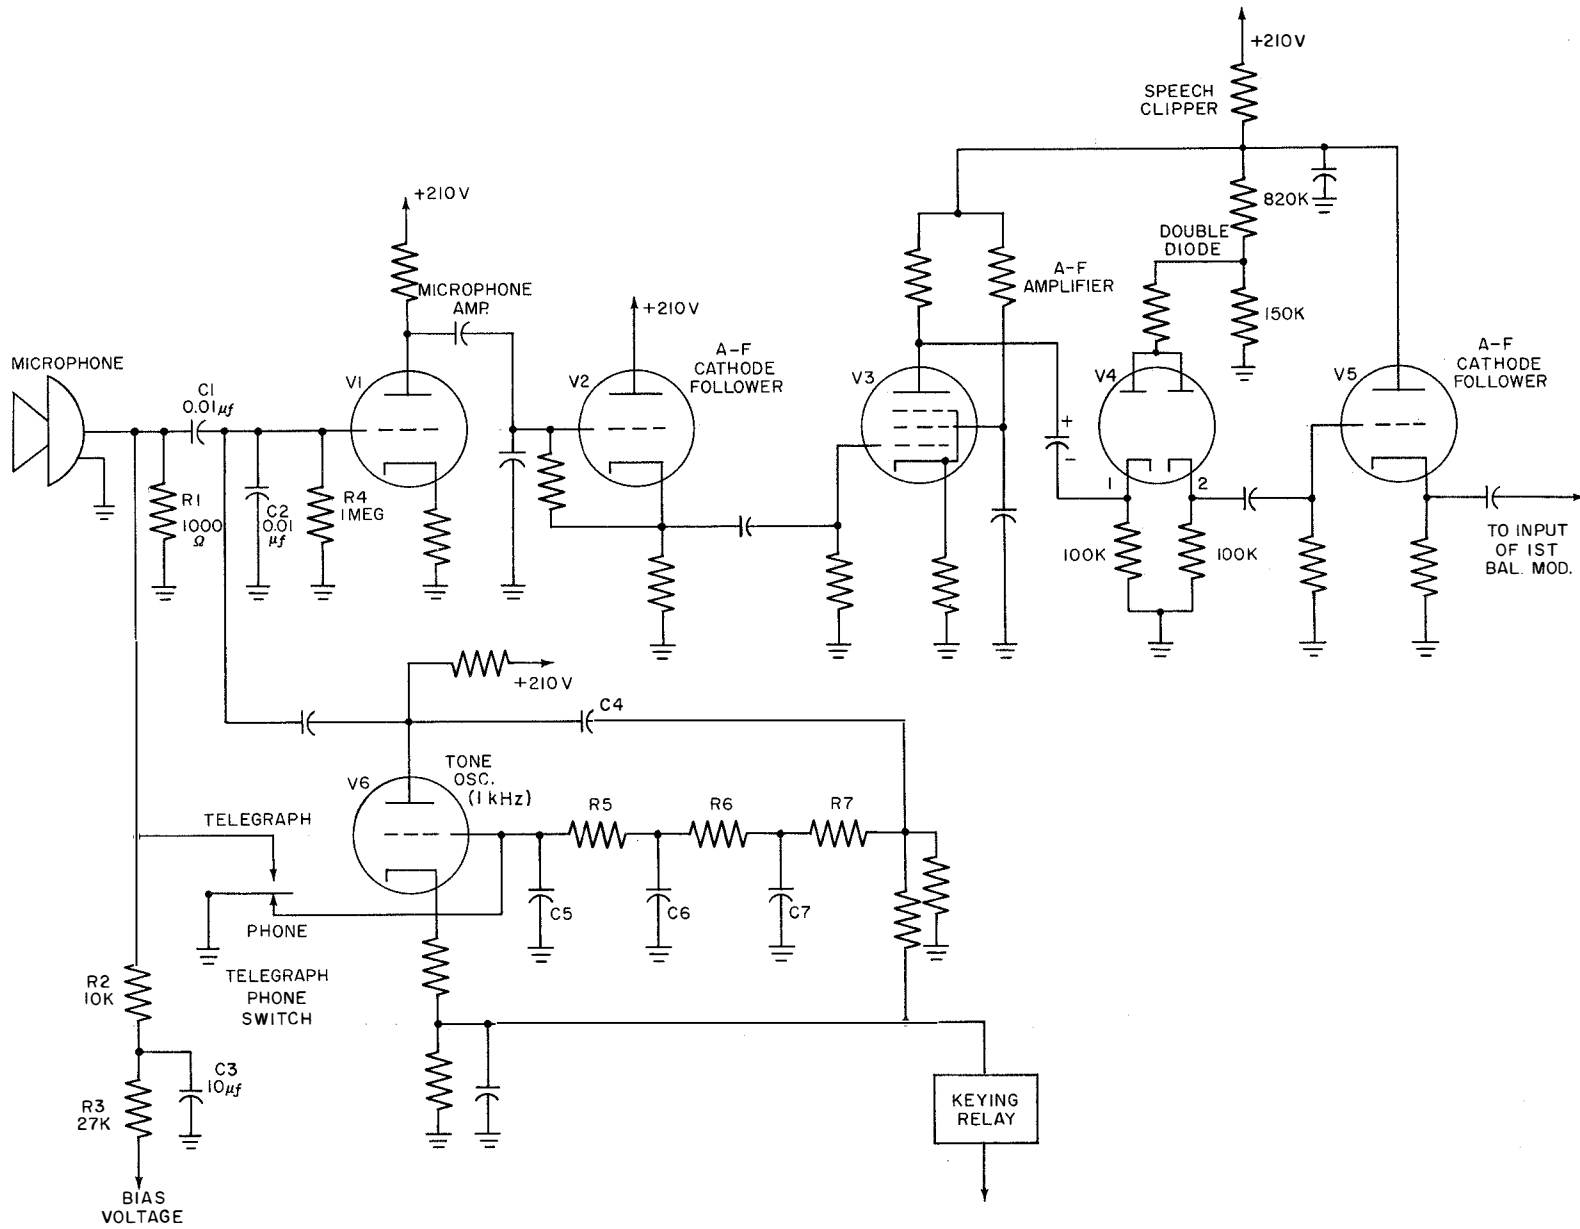 +210V
SPEECH
CLIPPER
820K
DOUBLE
DIODE
150K
A-F
AMPLIFIER
+210V
MICROPHONE
AMP.
+210V
A-F
CATHODE
FOLLOWER
A-F
CATHODE
FOLLOWER
MICROPHONE
C1
0.01µf
V1
V2
V3
V4
V5
+
-
1
2
R1
1000
Ω
C2
0.01
µf
R4
1MEG
100K
100K
TO INPUT
OF 1ST
BAL. MOD.
+210V
C4
V6
TONE
OSC.
(1kHz)
R5
R6
R7
TELEGRAPH
C5
C6
C7
PHONE
TELEGRAPH
PHONE
SWITCH
R2
10K
C3
10µf
R3
27K
KEYING
RELAY
BIAS
VOLTAGE